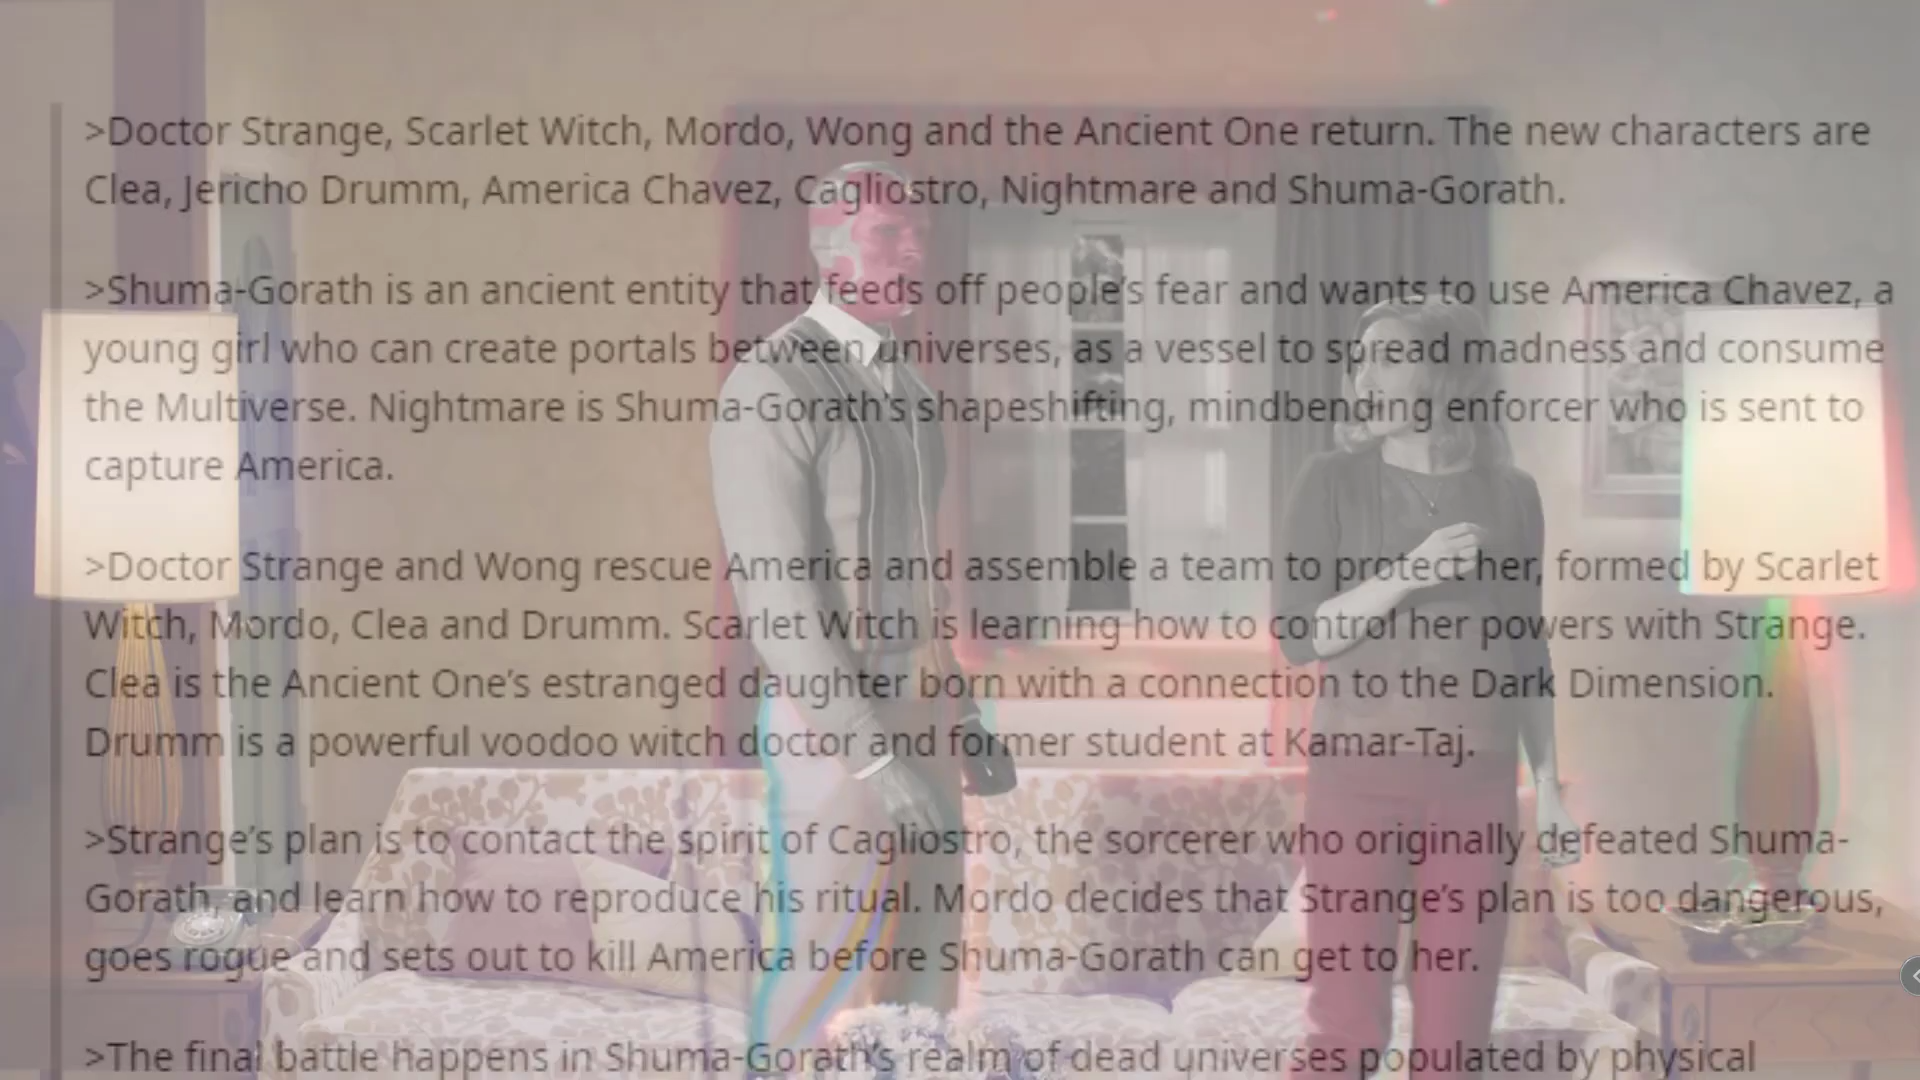 >Doctor Strange, Scarlet Witch, Mordo, Wong and the Ancient One return. The new characters are
Clea, Jericho Drumm, America Chavez, Cagliostro, Nightmare and Shuma-Gorath.
>Shuma-Gorath is an ancient entity that feeds off people's fear and wants to use America Chavez, a
young girl who can create portals between universes, as a vessel to spread madness and consume
the Multiverse. Nightmare is Shuma-Gorath's shapeshifting, mindbending enforcer who is sent to
capture America.
>Doctor Strange and Wong rescue America and assemble a team to protect her, formed by Scarlet
Witch, Mordo, Clea and Drumm. Scarlet Witch is learning how to control her powers with Strange.
Clea is the Ancient One's estranged daughter born with a connection to the Dark Dimension.
Drumm is a powerful voodoo witch doctor and former student at Kamar-Taj.
>Strange's plan is to contact the spirit of Cagliostro, the sorcerer who originally defeated Shuma-
Gorath, and learn how to reproduce his ritual. Mordo decides that Strange's plan is too dangerous,
goes rogue and sets out to kill America before Shuma-Gorath can get to her.
>The final battle happens in Shuma-Gorath's realm of dead universes populated by physical